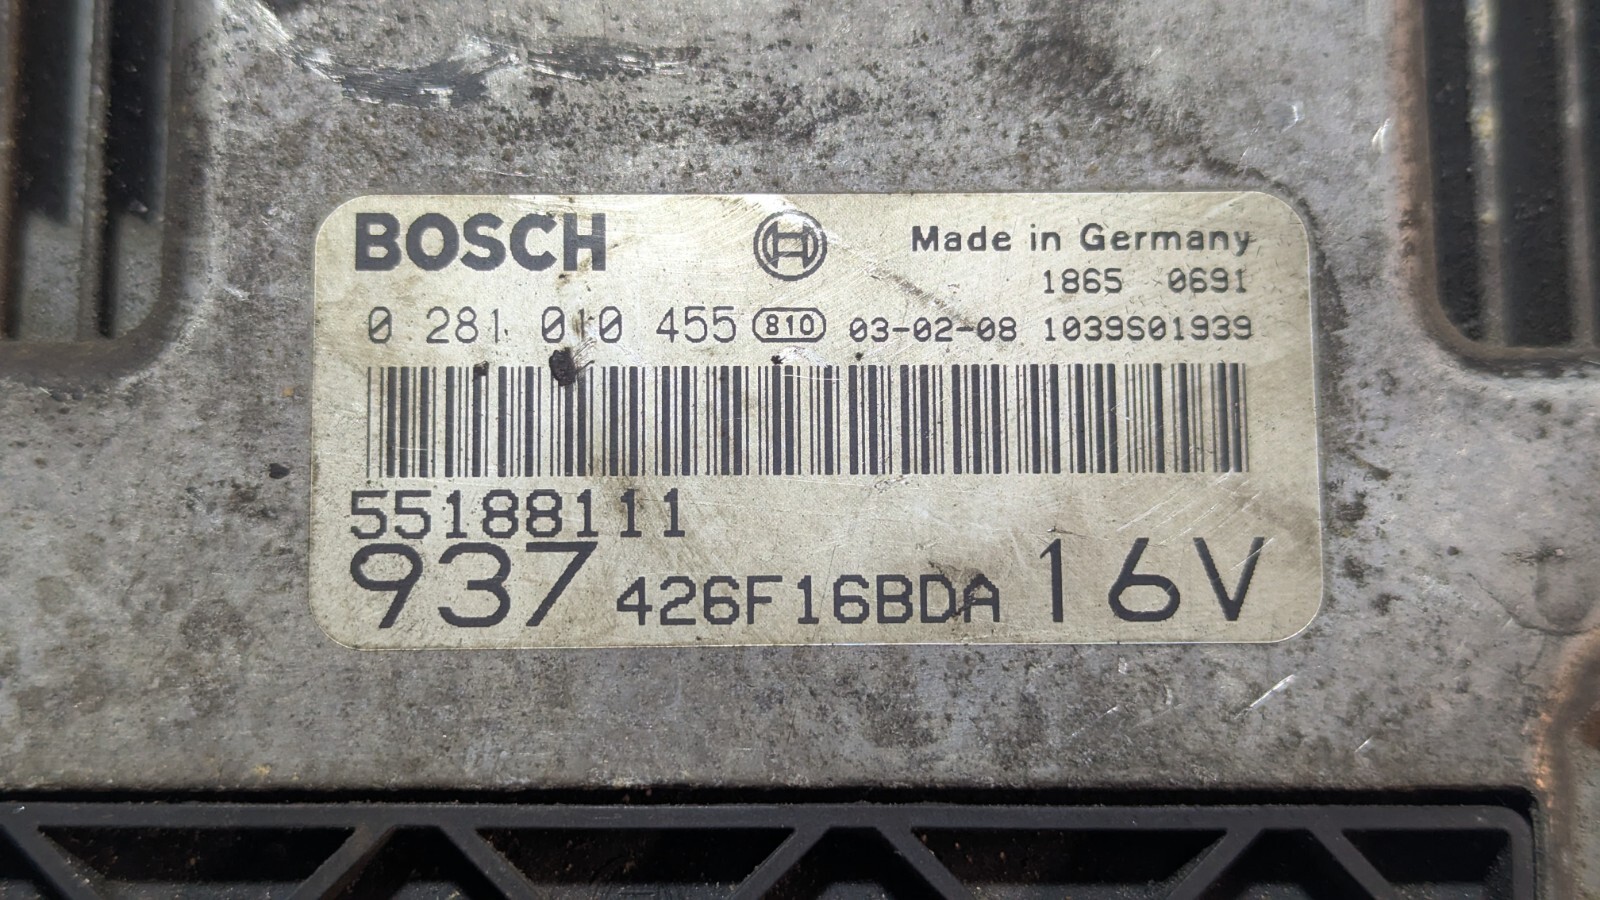 BOSCH Made in Germany
1865 0691
0 281 010 455 810 03-02-08 1039S01939
55188111
937 426F16BDA 16V